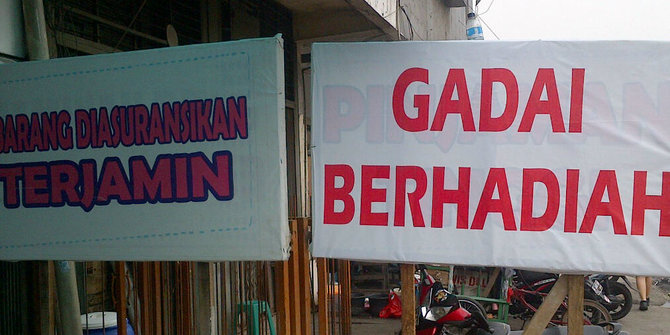 BARANG DIASURANSIKAN
TERJAMIN
GADAI
BERHADIAH